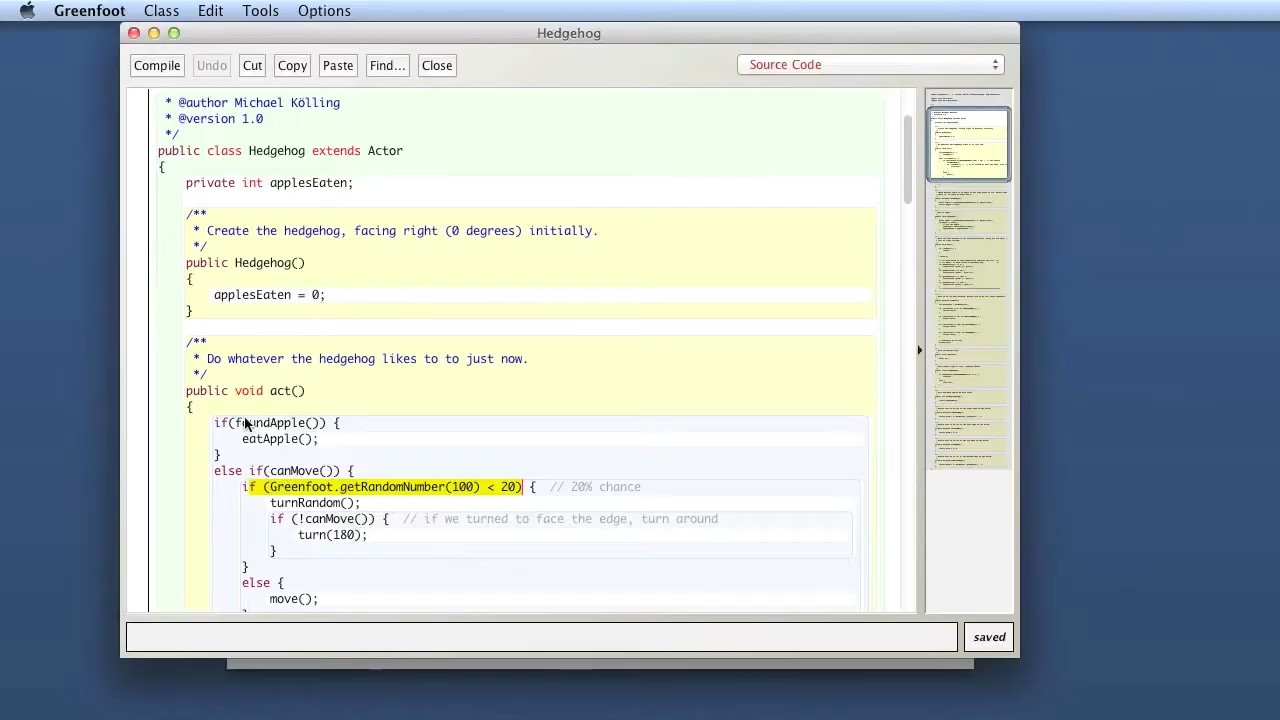 Greenfoot Class Edit Tools Options
Hedgehog
Compile Undo Cut Copy Paste Find... Close Source Code
* @author Michael Kölling
* @version 1.0
*/
public class Hedgehog extends Actor
{
private int applesEaten;
/**
* Create the hedgehog, facing right (0 degrees) initially.
*/
public Hedgehog()
{
applesEaten = 0;
}
/**
* Do whatever the hedgehog likes to to just now.
*/
public void act()
{
if(foundApple()) {
eatApple();
}
else if(canMove()) {
if (Greenfoot.getRandomNumber(100) < 20) { // 20% chance
turnRandom();
if (!canMove()) { // if we turned to face the edge, turn around
turn(180);
}
}
else {
move();
saved